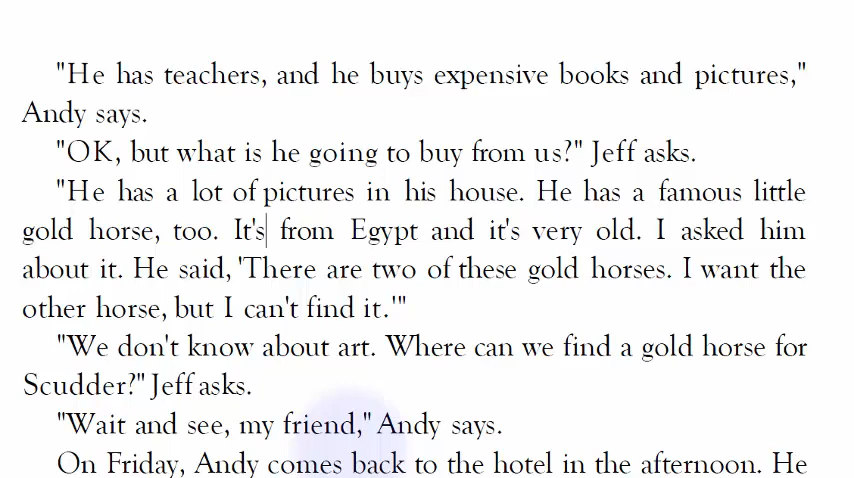 "He has teachers, and he buys expensive books and pictures,"
Andy says.
"OK, but what is he going to buy from us?" Jeff asks.
"He has a lot of pictures in his house. He has a famous little
gold horse, too. It's from Egypt and it's very old. I asked him
about it. He said, 'There are two of these gold horses. I want the
other horse, but I can't find it.'"
"We don't know about art. Where can we find a gold horse for
Scudder?" Jeff asks.
"Wait and see, my friend," Andy says.
On Friday, Andy comes back to the hotel in the afternoon. He